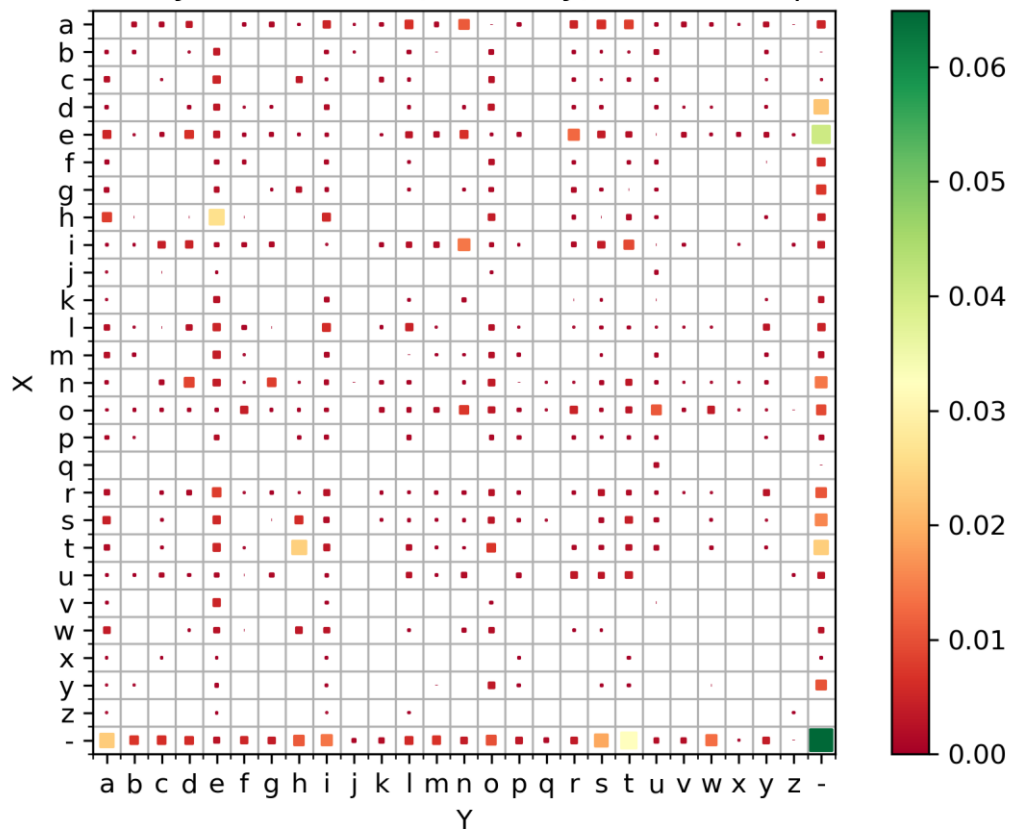 a
b
c
d
e
f
g
h
i
j
k
l
m
n
o
p
q
r
s
t
u
v
w
x
y
z
-
X
a b c d e f g h i j k l m n o p q r s t u v w x y z -
Y
0.06
0.05
0.04
0.03
0.02
0.01
0.00